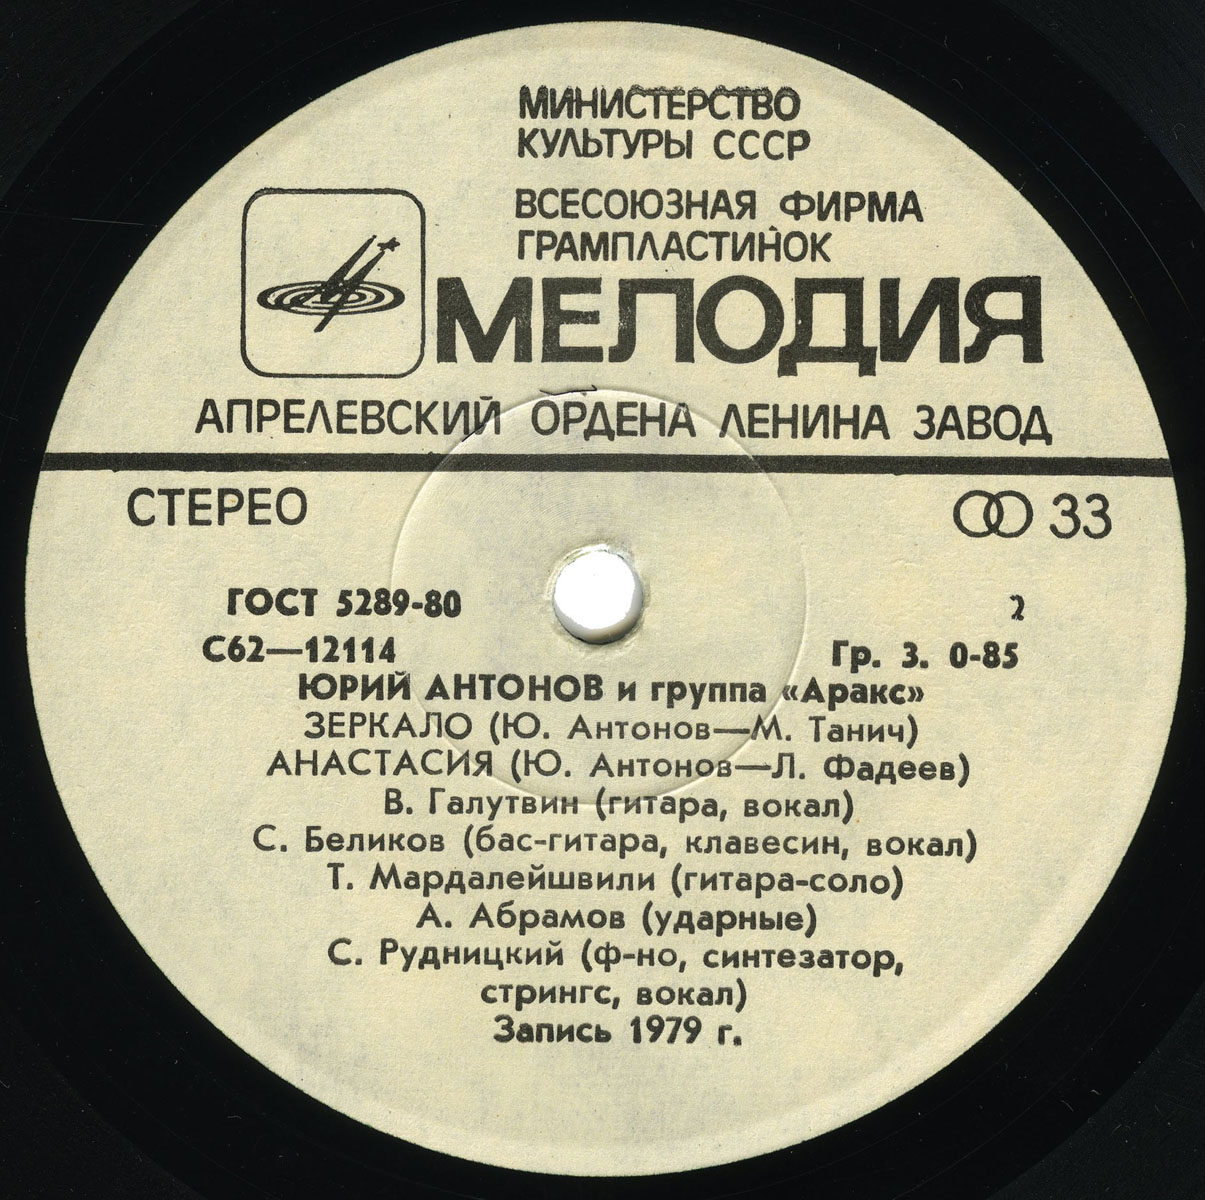 МИНИСТЕРСТВО
КУЛЬТУРЫ СССР
ВСЕСОЮЗНАЯ ФИРМА
ГРАМПЛАСТИНОК
МЕЛОДИЯ
АПРЕЛЕВСКИЙ ОРДЕНА ЛЕНИНА ЗАВОД
СТЕРЕО 33
ГОСТ 5289-80 2
С62—12114 Гр. 3. 0-85
ЮРИЙ АНТОНОВ и группа «Аракс»
ЗЕРКАЛО (Ю. Антонов—М. Танич)
АНАСТАСИЯ (Ю. Антонов—Л. Фадеев)
В. Галутвин (гитара, вокал)
С. Беликов (бас-гитара, клавесин, вокал)
Т. Мардалейшвили (гитара-соло)
А. Абрамов (ударные)
С. Рудницкий (ф-но, синтезатор,
стрингс, вокал)
Запись 1979 г.